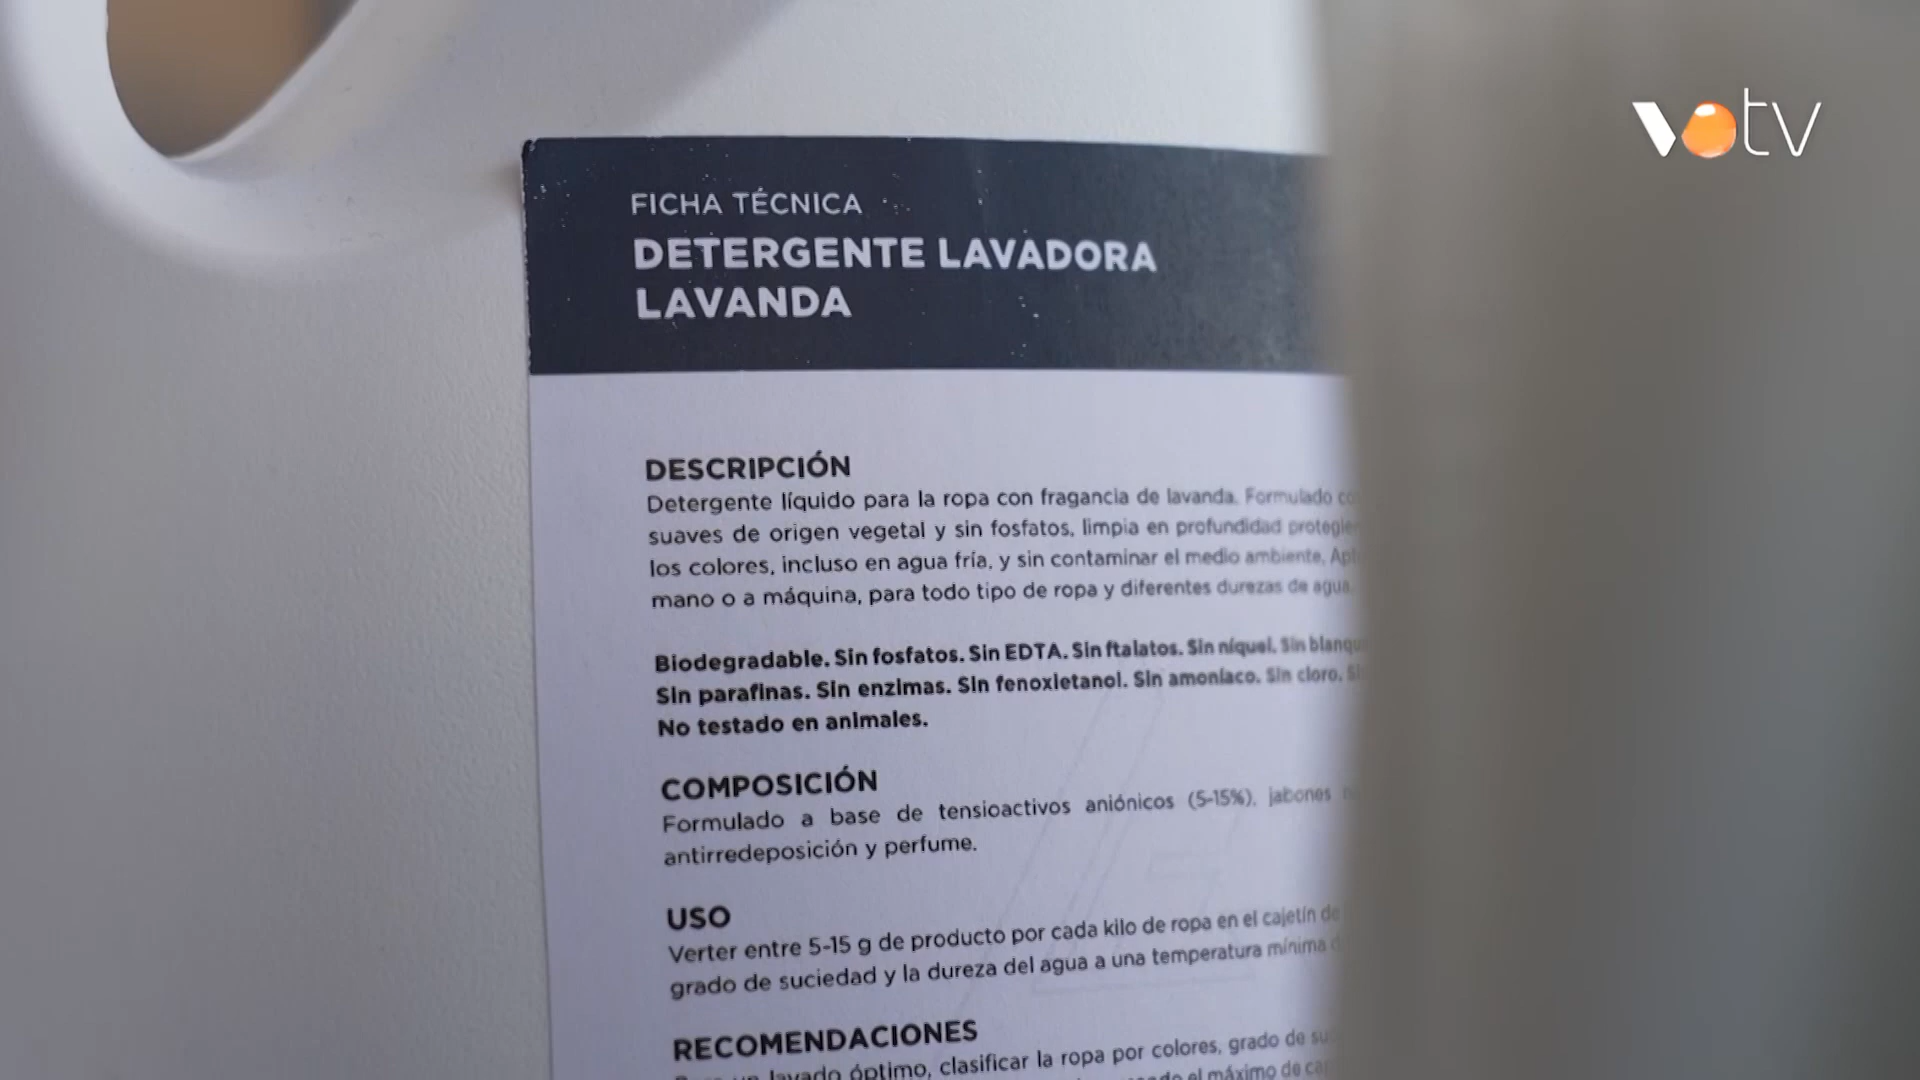 votv
FICHA TÉCNICA
DETERGENTE LAVADORA
LAVANDA
DESCRIPCIÓN
Detergente líquido para la ropa con fragancia de lavanda. Formulado
suaves de origen vegetal y sin fosfatos, limpia en profundidad
los colores, incluso en agua fría, y sin contaminar el medio ambiente,
mano o a máquina, para todo tipo de ropa y diferentes durezas de agua.
Biodegradable. Sin fosfatos. Sin EDTA. Sin ftalatos. Sin níquel. Sin
Sin parafinas. Sin enzimas. Sin fenoxietanol. Sin amoníaco. Sin cloro.
No testado en animales.
COMPOSICIÓN
Formulado a base de tensioactivos aniónicos (5-15%), jabones
antirredeposición y perfume.
USO
Verter entre 5-15 g de producto por cada kilo de ropa en el cajetín de
grado de suciedad y la dureza del agua a una temperatura mínima
RECOMENDACIONES
lavado óptimo, clasificar la ropa por colores, grado de
el máximo de